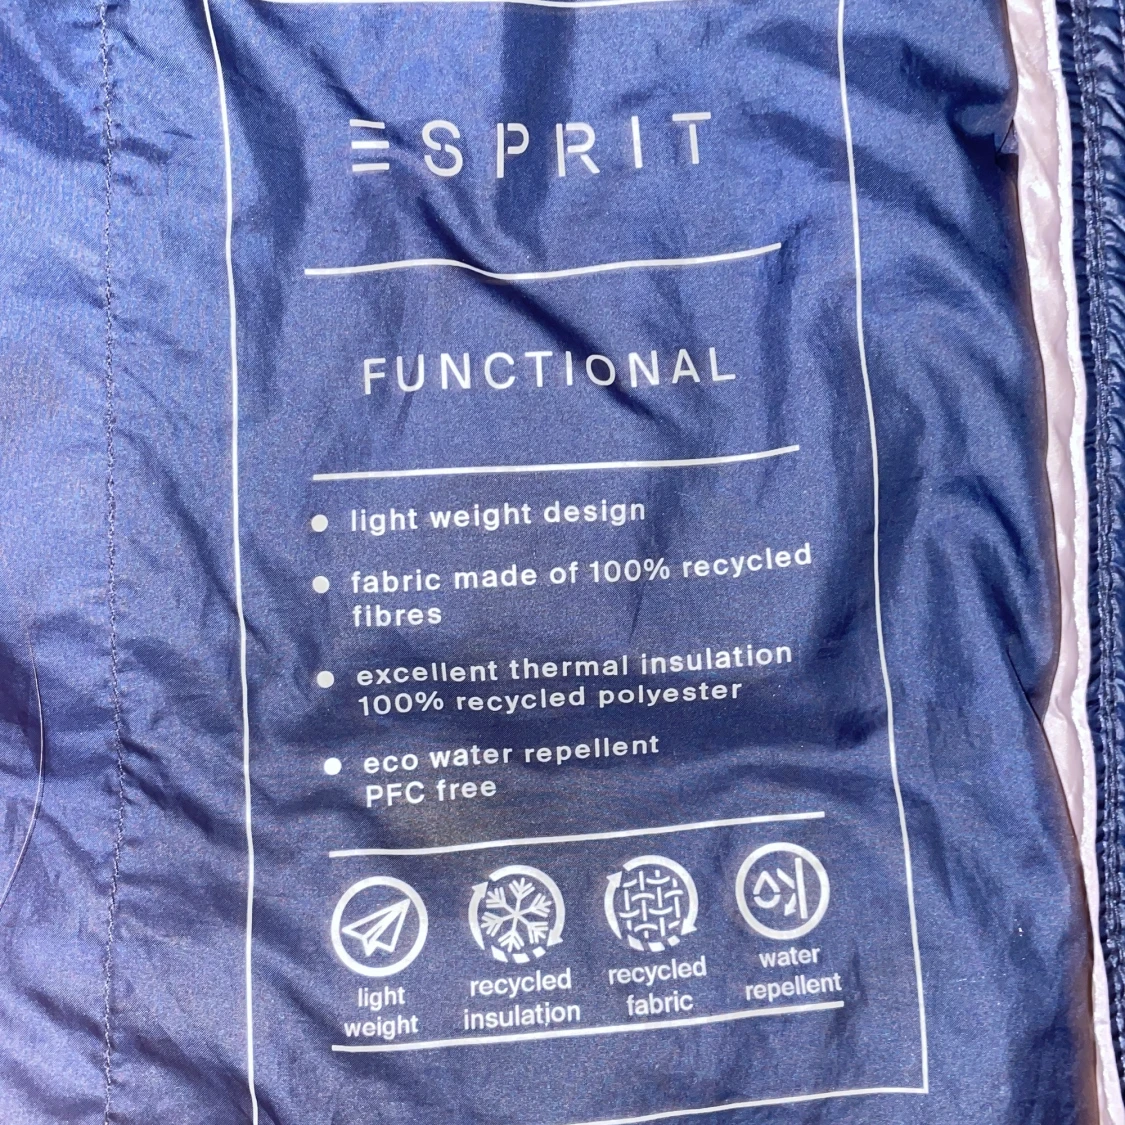 ESPRIT
FUNCTIONAL
light weight design
fabric made of 100% recycled
fibres
excellent thermal insulation
100% recycled polyester
eco water repellent
PFC free
light
weight
recycled
insulation
recycled
fabric
water
repellent